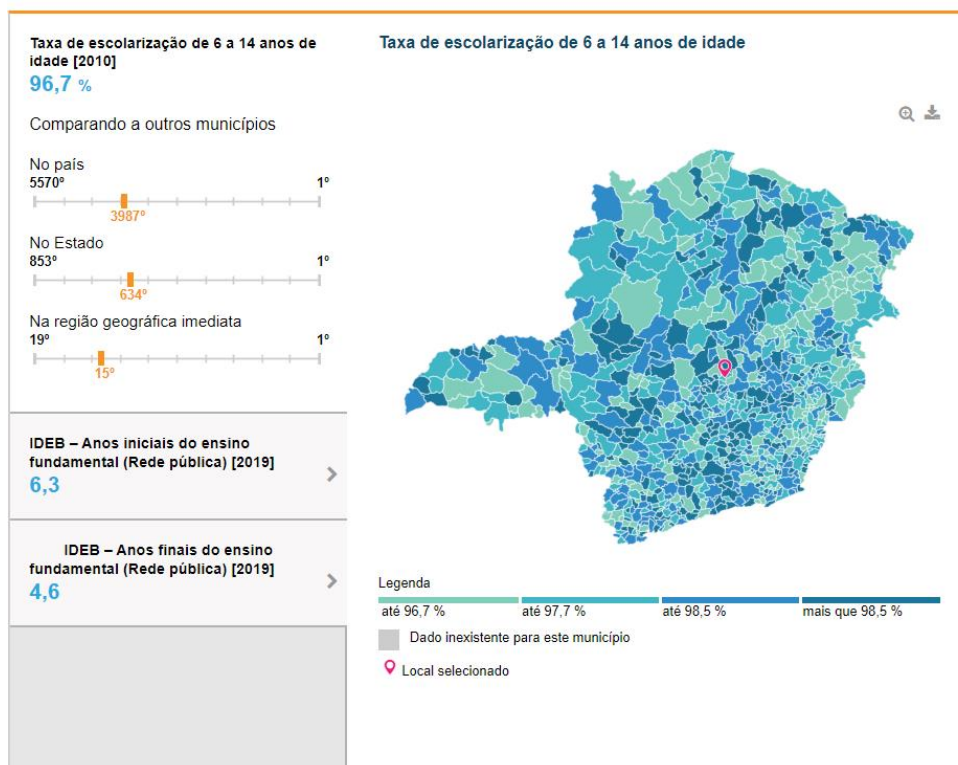 Taxa de escolarização de 6 a 14 anos de
idade [2010]
96,7 %
Comparando a outros municípios
No país
5570º 1º
3987º
No Estado
853º 1º
634º
Na região geográfica imediata
19º 1º
15º
IDEB – Anos iniciais do ensino
fundamental (Rede pública) [2019]
6,3
IDEB – Anos finais do ensino
fundamental (Rede pública) [2019]
4,6
Taxa de escolarização de 6 a 14 anos de idade
Legenda
até 96,7 % até 97,7 % até 98,5 % mais que 98,5 %
Dado inexistente para este município
Local selecionado